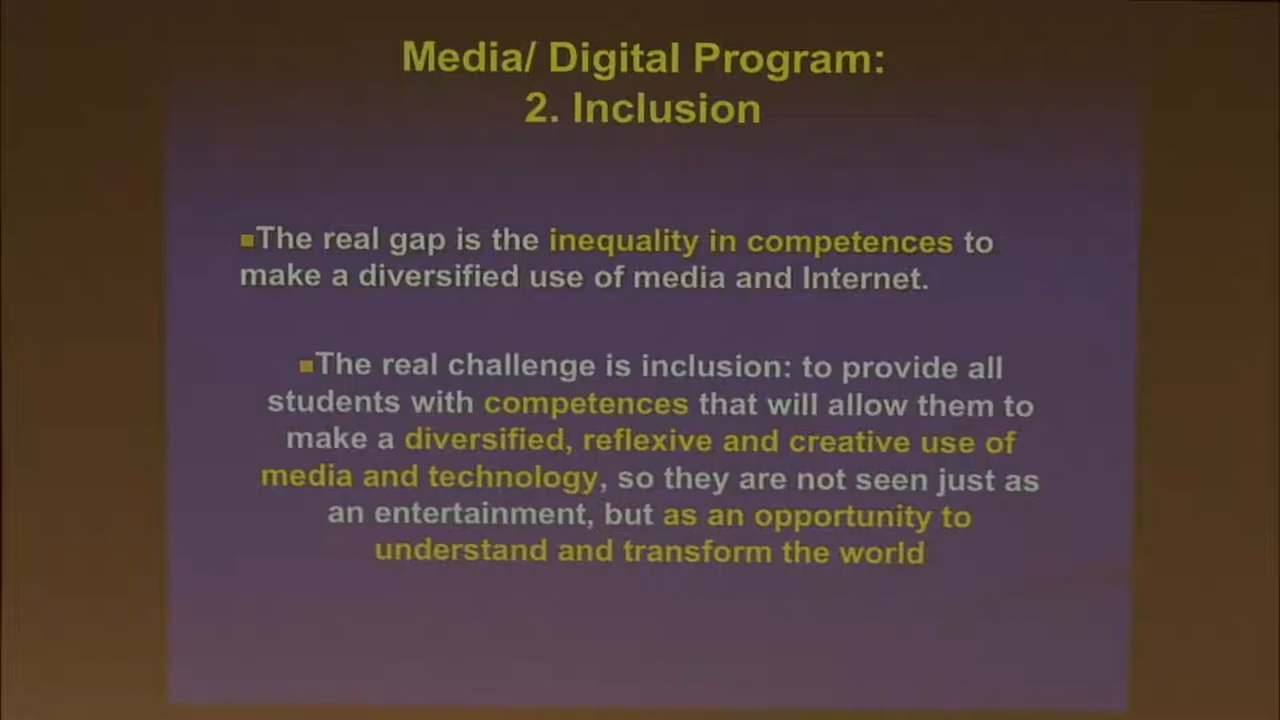 Media/ Digital Program:
2. Inclusion
▪The real gap is the inequality in competences to
make a diversified use of media and Internet.
▪The real challenge is inclusion: to provide all
students with competences that will allow them to
make a diversified, reflexive and creative use of
media and technology, so they are not seen just as
an entertainment, but as an opportunity to
understand and transform the world